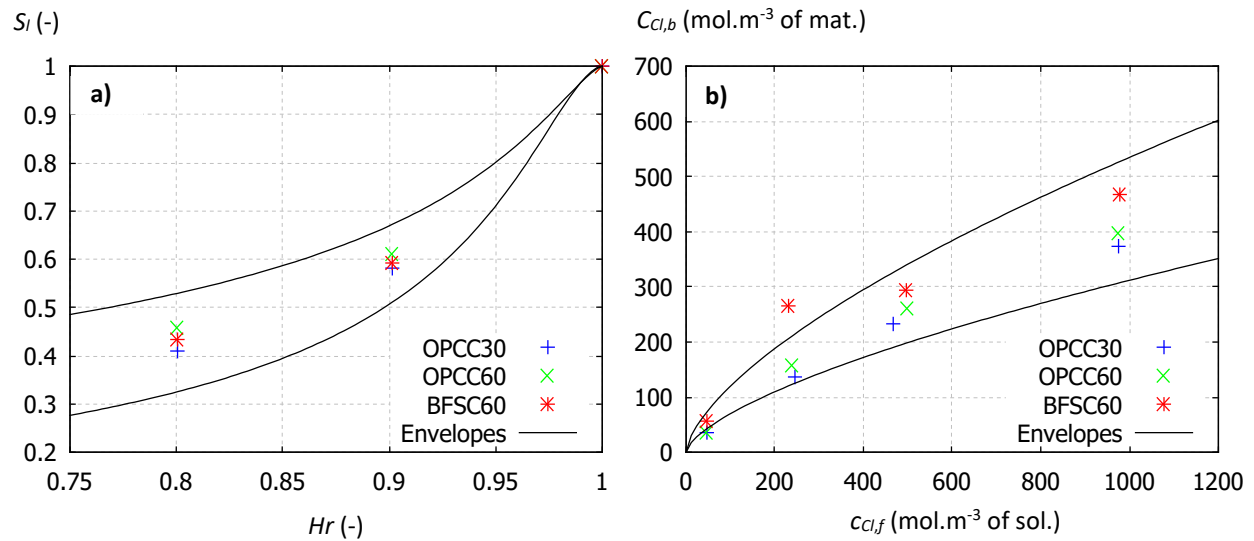 Sl (-)
1
0.9
0.8
0.7
0.6
0.5
0.4
0.3
0.2
a)
OPCC30
OPCC60
BFSC60
Envelopes
0.75 0.8 0.85 0.9 0.95 1
Hr (-)
CCl,b (mol.m-3 of mat.)
700
600
500
400
300
200
100
0
b)
OPCC30
OPCC60
BFSC60
Envelopes
0 200 400 600 800 1000 1200
cCl,f (mol.m-3 of sol.)